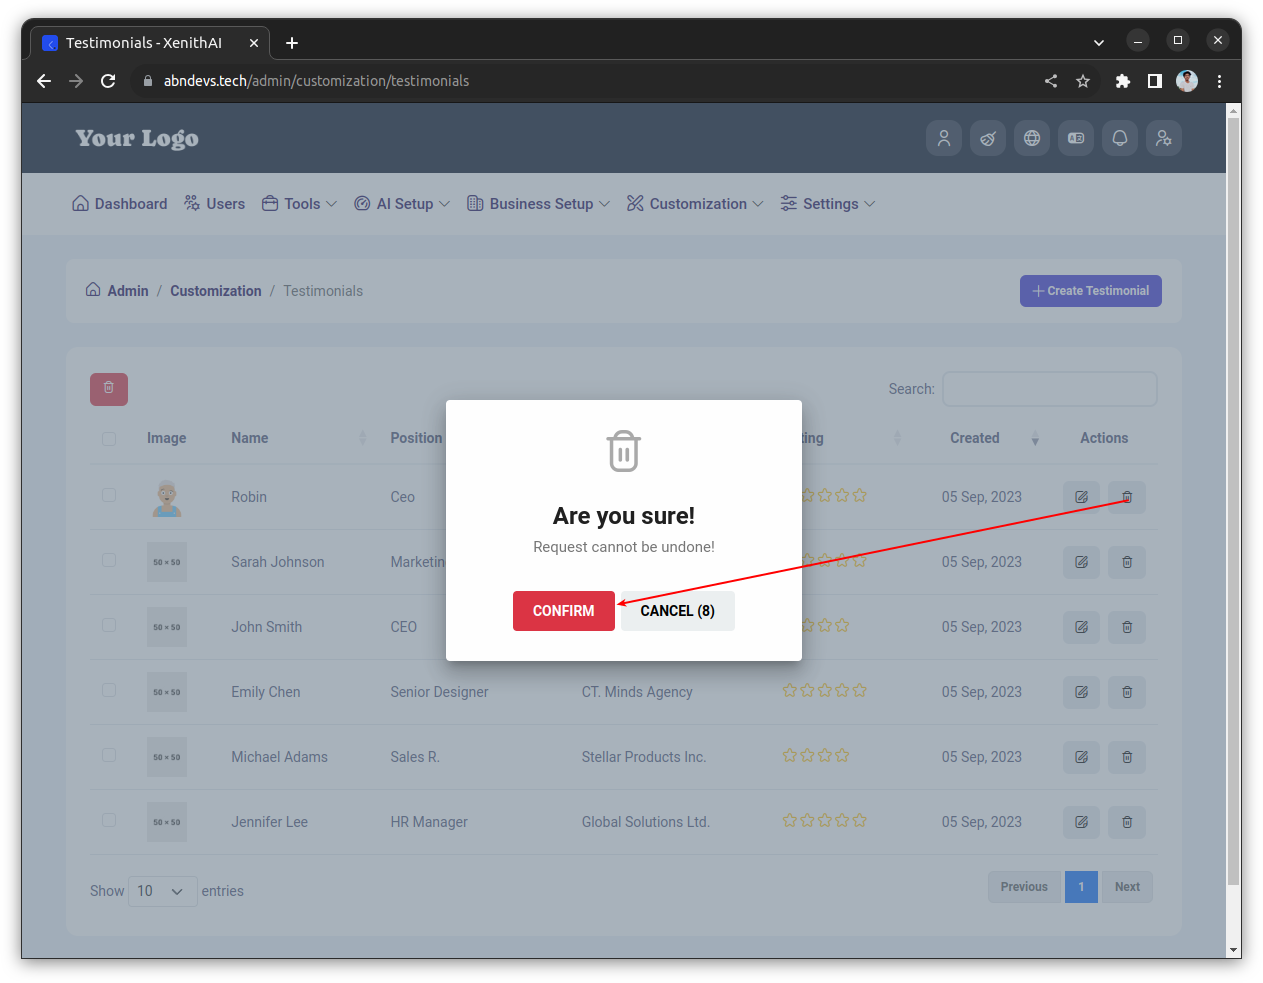 Testimonials - XenithAI
abndevs.tech/admin/customization/testimonials
Your Logo
Dashboard Users Tools AI Setup Business Setup Customization Settings
Admin / Customization / Testimonials
+ Create Testimonial
Search:
Image Name Position ting Created Actions
Robin Ceo 05 Sep, 2023
50 × 50 Sarah Johnson Marketin 05 Sep, 2023
50 × 50 John Smith CEO 05 Sep, 2023
50 × 50 Emily Chen Senior Designer CT. Minds Agency 05 Sep, 2023
50 × 50 Michael Adams Sales R. Stellar Products Inc. 05 Sep, 2023
50 × 50 Jennifer Lee HR Manager Global Solutions Ltd. 05 Sep, 2023
Are you sure!
Request cannot be undone!
CONFIRM CANCEL (8)
Show 10 entries
Previous 1 Next